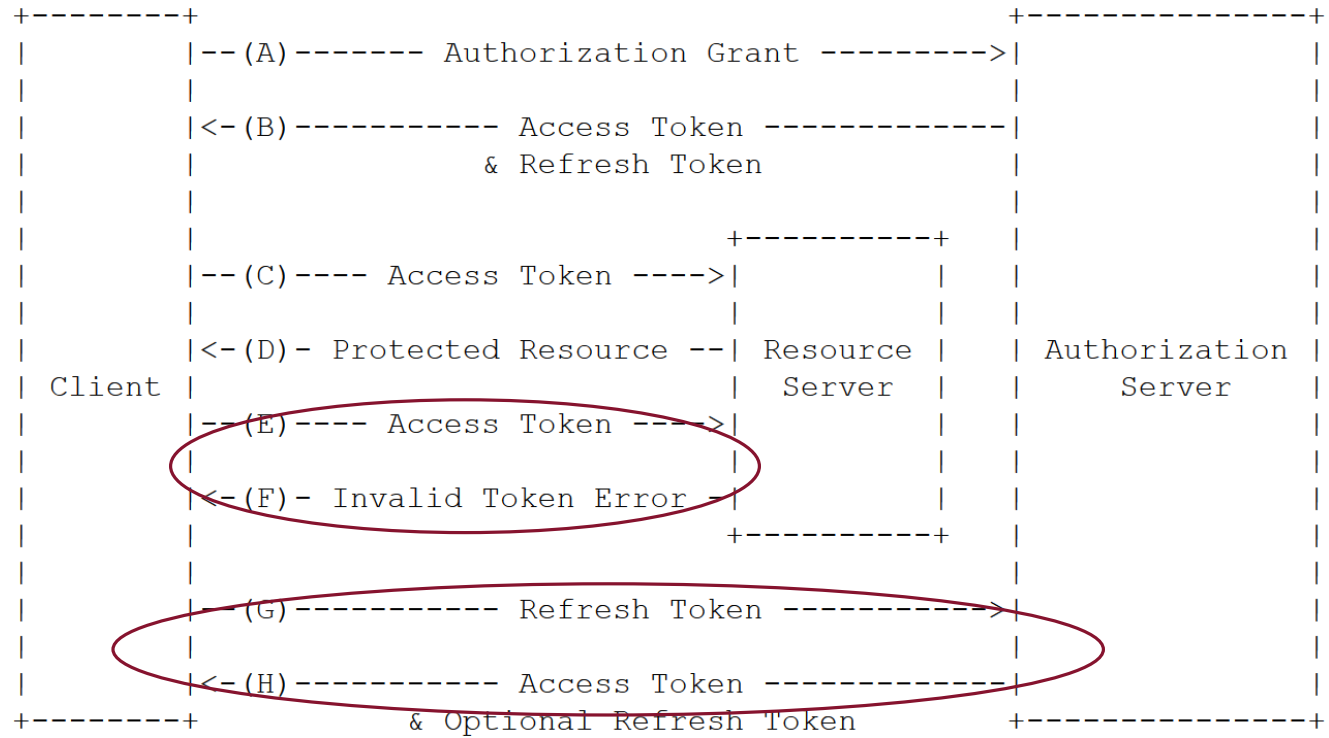 +--------+                                           +---------------+
|        |--(A)------- Authorization Grant --------->|               |
|        |                                           |               |
|        |<-(B)----------- Access Token -------------|               |
|        |               & Refresh Token             |               |
|        |                                           |               |
|        |                            +----------+   |               |
|        |--(C)---- Access Token ---->|          |   |               |
|        |                            |          |   |               |
|        |<-(D)- Protected Resource --| Resource |   | Authorization |
| Client |                            |  Server  |   |     Server    |
|        |--(E)---- Access Token ---->|          |   |               |
|        |                            |          |   |               |
|        |<-(F)- Invalid Token Error -|          |   |               |
|        |                            +----------+   |               |
|        |                                           |               |
|        |--(G)----------- Refresh Token ----------->|               |
|        |                                           |               |
|        |<-(H)----------- Access Token -------------|               |
+--------+           & Optional Refresh Token        +---------------+